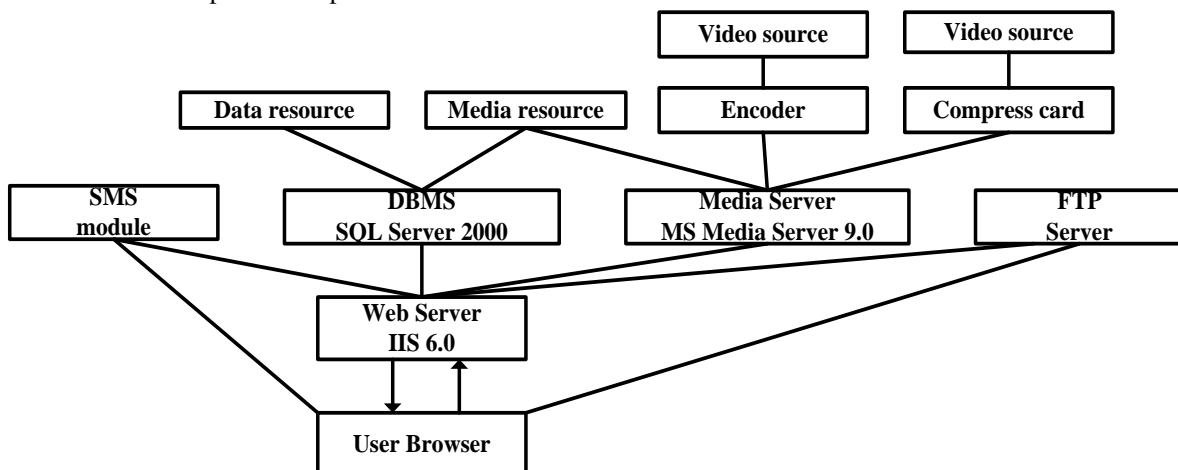 Video source
Video source
Data resource
Media resource
Encoder
Compress card
SMS
module
DBMS
SQL Server 2000
Media Server
MS Media Server 9.0
FTP
Server
Web Server
IIS 6.0
User Browser